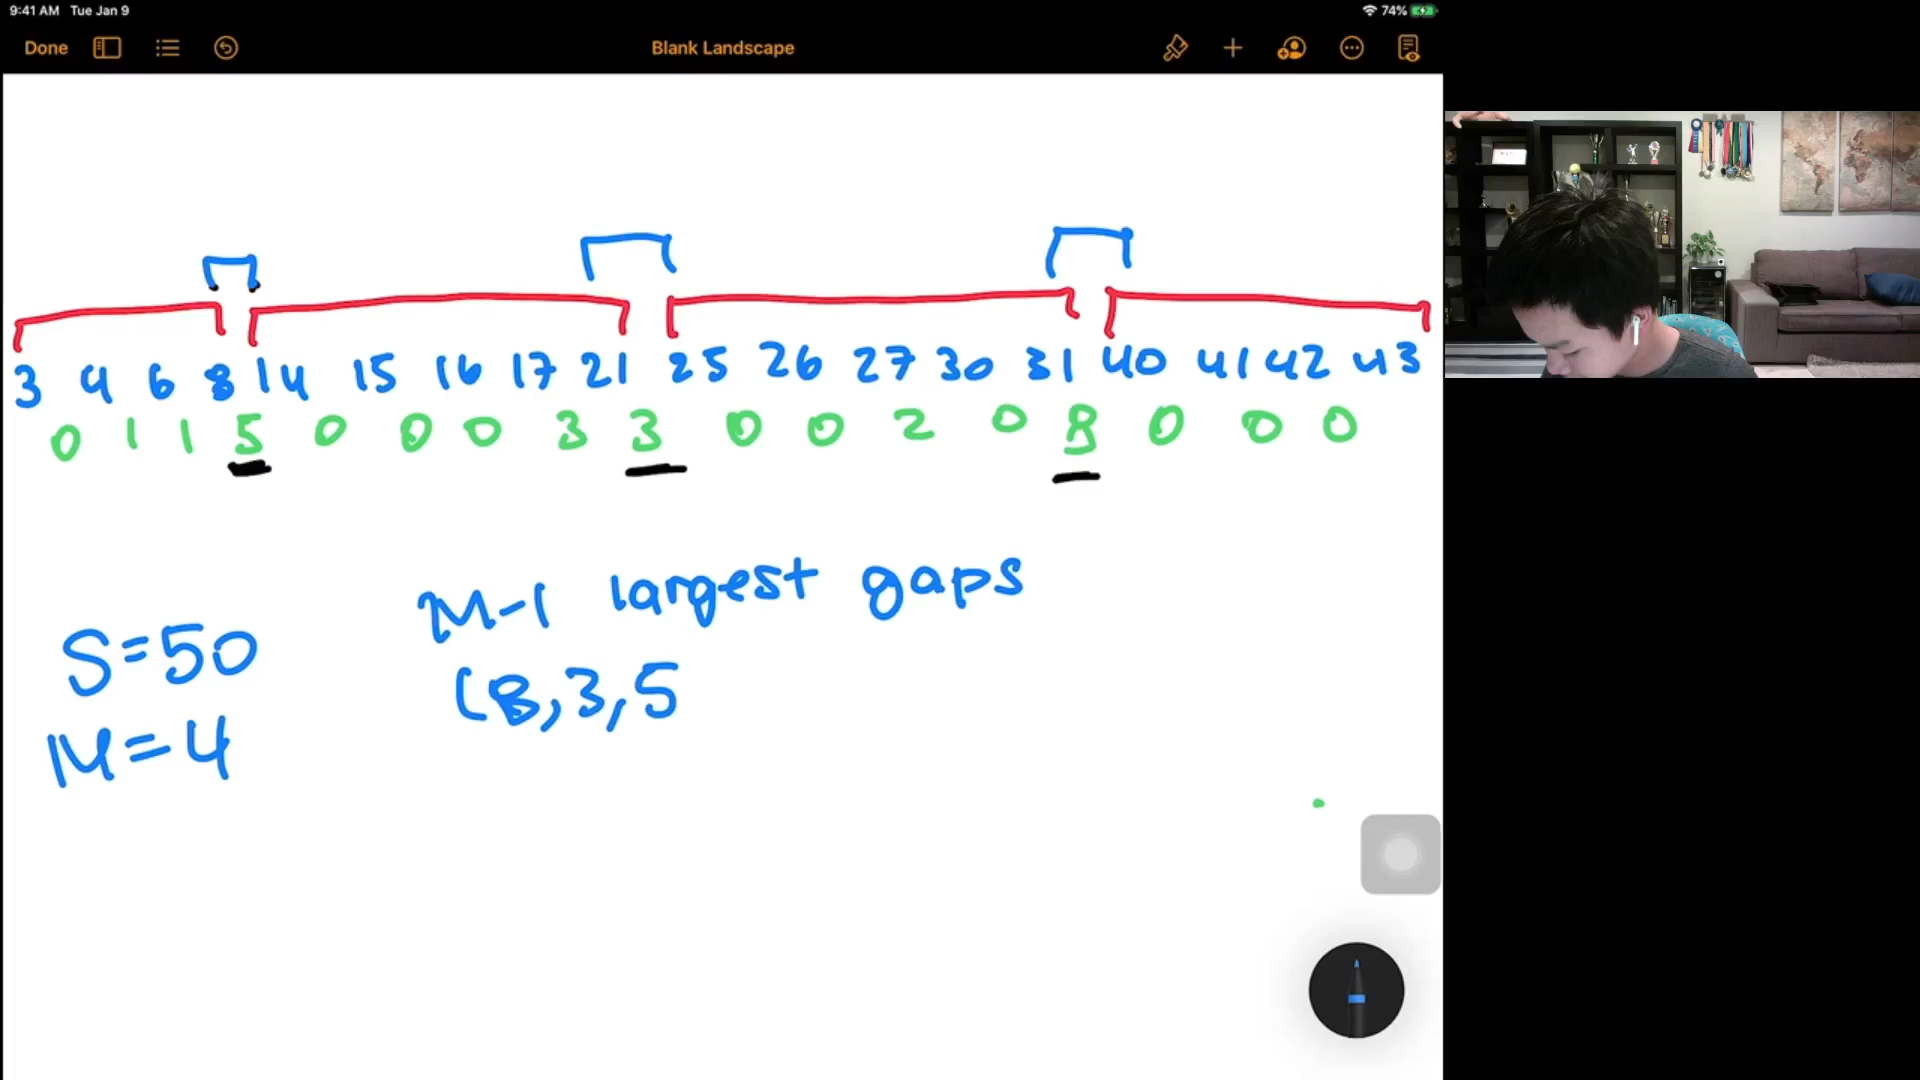 9:41 AM Tue Jan 9
74%
Done
Blank Landscape
3 4 6 8 14 15 16 17 21 25 26 27 30 31 40 41 42 43
0 1 1 5 0 0 0 3 3 0 0 2 0 8 0 0 0
M-1 largest gaps
S=50
(8,3,5
M=4